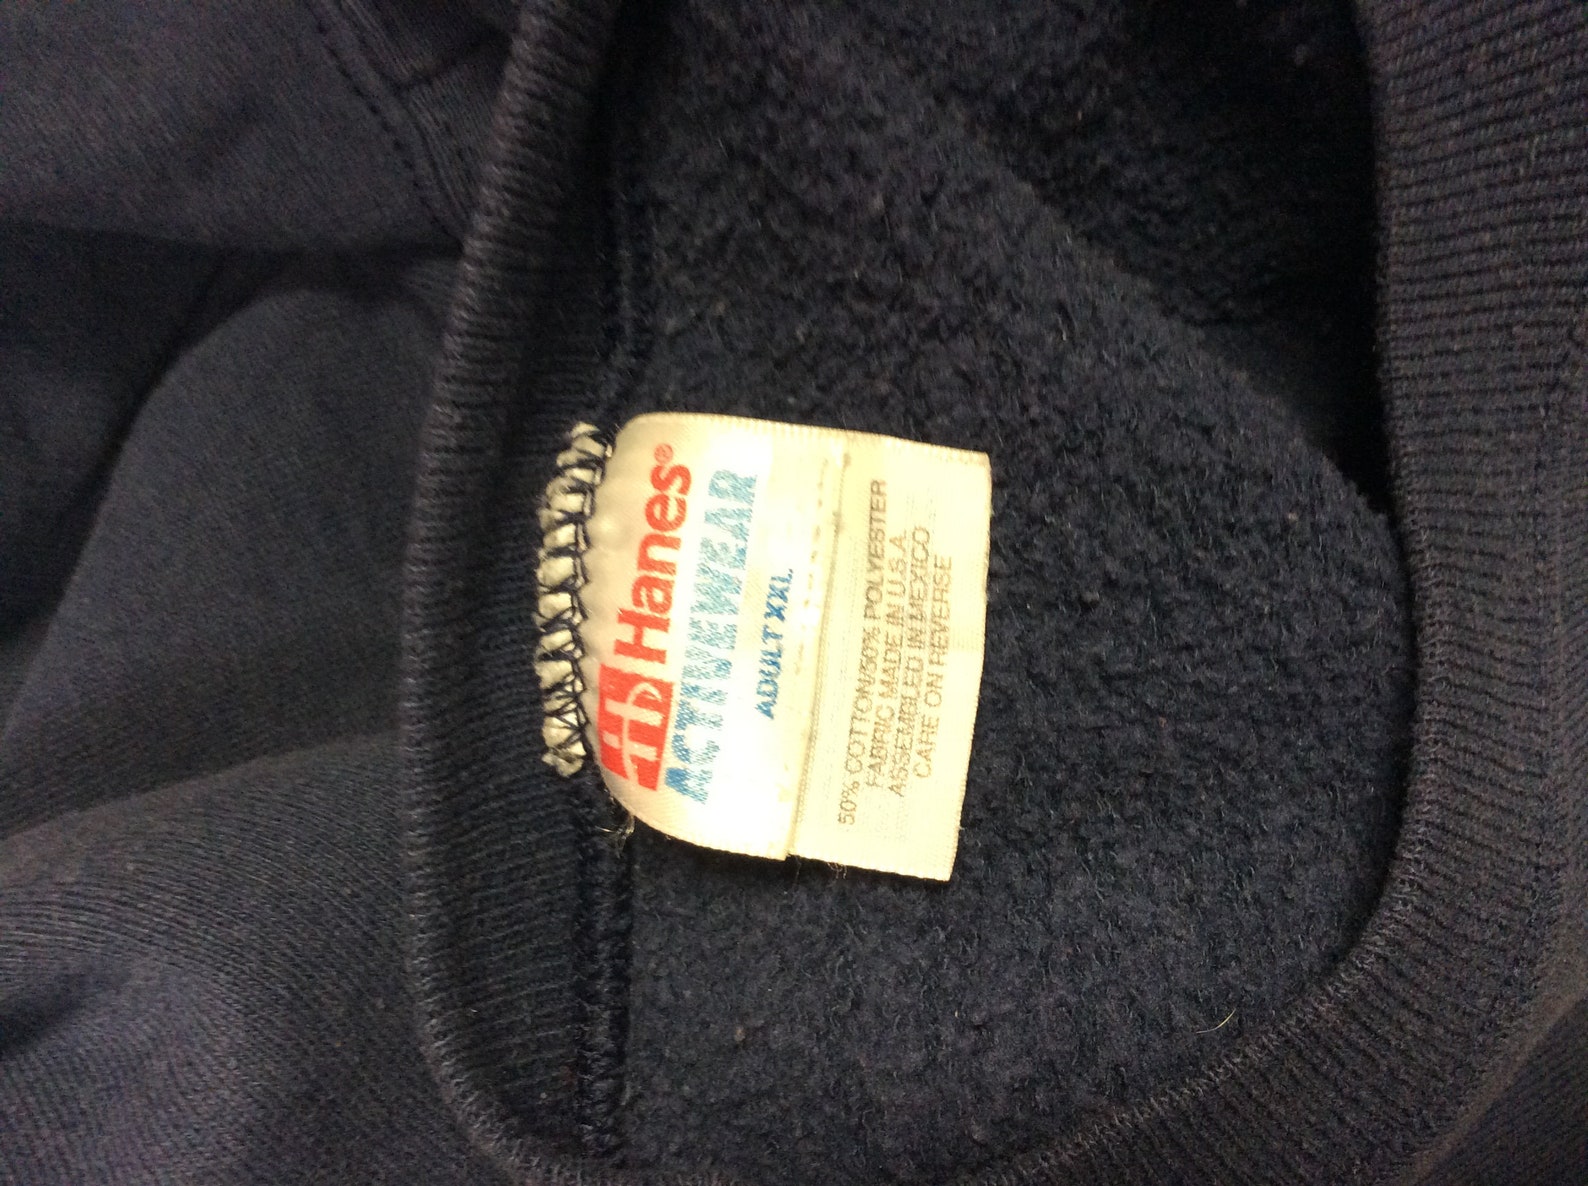 Hanes®
ACTIVEWEAR
ADULT XXL
50% COTTON/50% POLYESTER
FABRIC MADE IN U.S.A.
ASSEMBLED IN MEXICO
CARE ON REVERSE